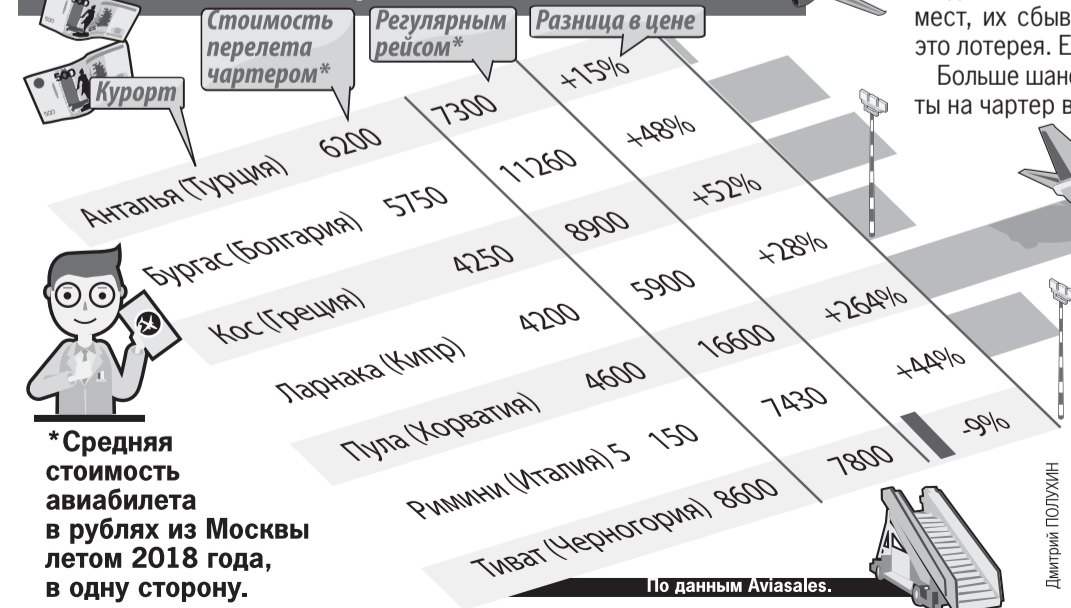 Курорт
Стоимость
перелета
чартером*
Регулярным
рейсом*
Разница в цене
Анталья (Турция) 6200 7300 +15%
Бургас (Болгария) 5750 11260 +48%
Кос (Греция) 4250 8900 +52%
Ларнака (Кипр) 4200 5900 +28%
Пула (Хорватия) 4600 16600 +264%
Римини (Италия) 5 150 7430 +44%
Тиват (Черногория) 8600 7800 -9%
*Средняя
стоимость
авиабилета
в рублях из Москвы
летом 2018 года,
в одну сторону.
По данным Aviasales.
Дмитрий ПОЛУХИН
мест, их сбыв
это лотерея. Е
Больше шанс
ты на чартер в